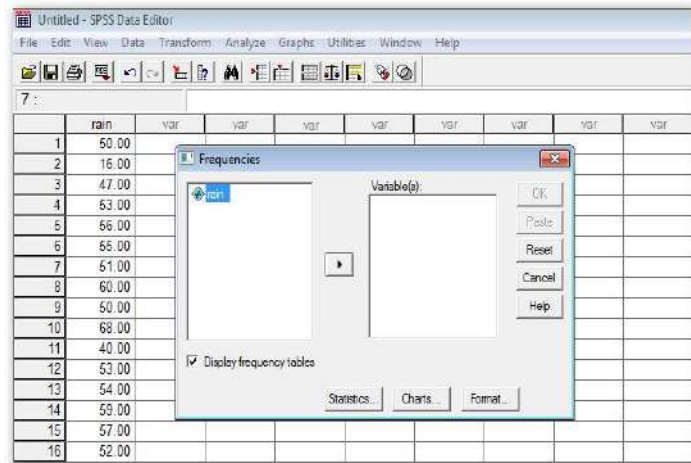 Untitled - SPSS Data Editor
File Edit View Data Transform Analyze Graphs Utilities Window Help
7 :
rain var var var var var var var var
1 50.00
2 16.00
3 47.00
4 53.00
5 56.00
6 55.00
7 51.00
8 60.00
9 50.00
10 68.00
11 40.00
12 53.00
13 54.00
14 59.00
15 57.00
16 52.00
Frequencies
rain
Variable(s):
OK
Paste
Reset
Cancel
Help
Display frequency tables
Statistics... Charts... Format...